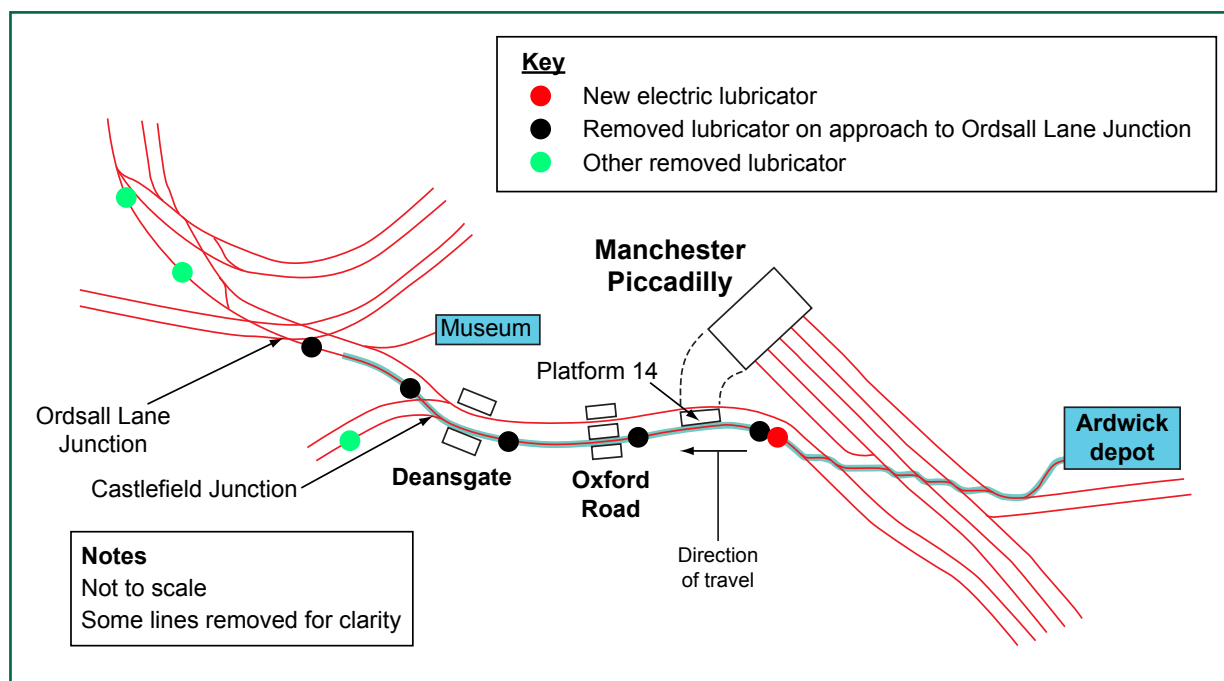 Key
New electric lubricator
Removed lubricator on approach to Ordsall Lane Junction
Other removed lubricator
Manchester
Piccadilly
Museum
Platform 14
Ordsall Lane
Junction
Castlefield Junction
Deansgate
Oxford
Road
Direction
of travel
Ardwick
depot
Notes
Not to scale
Some lines removed for clarity